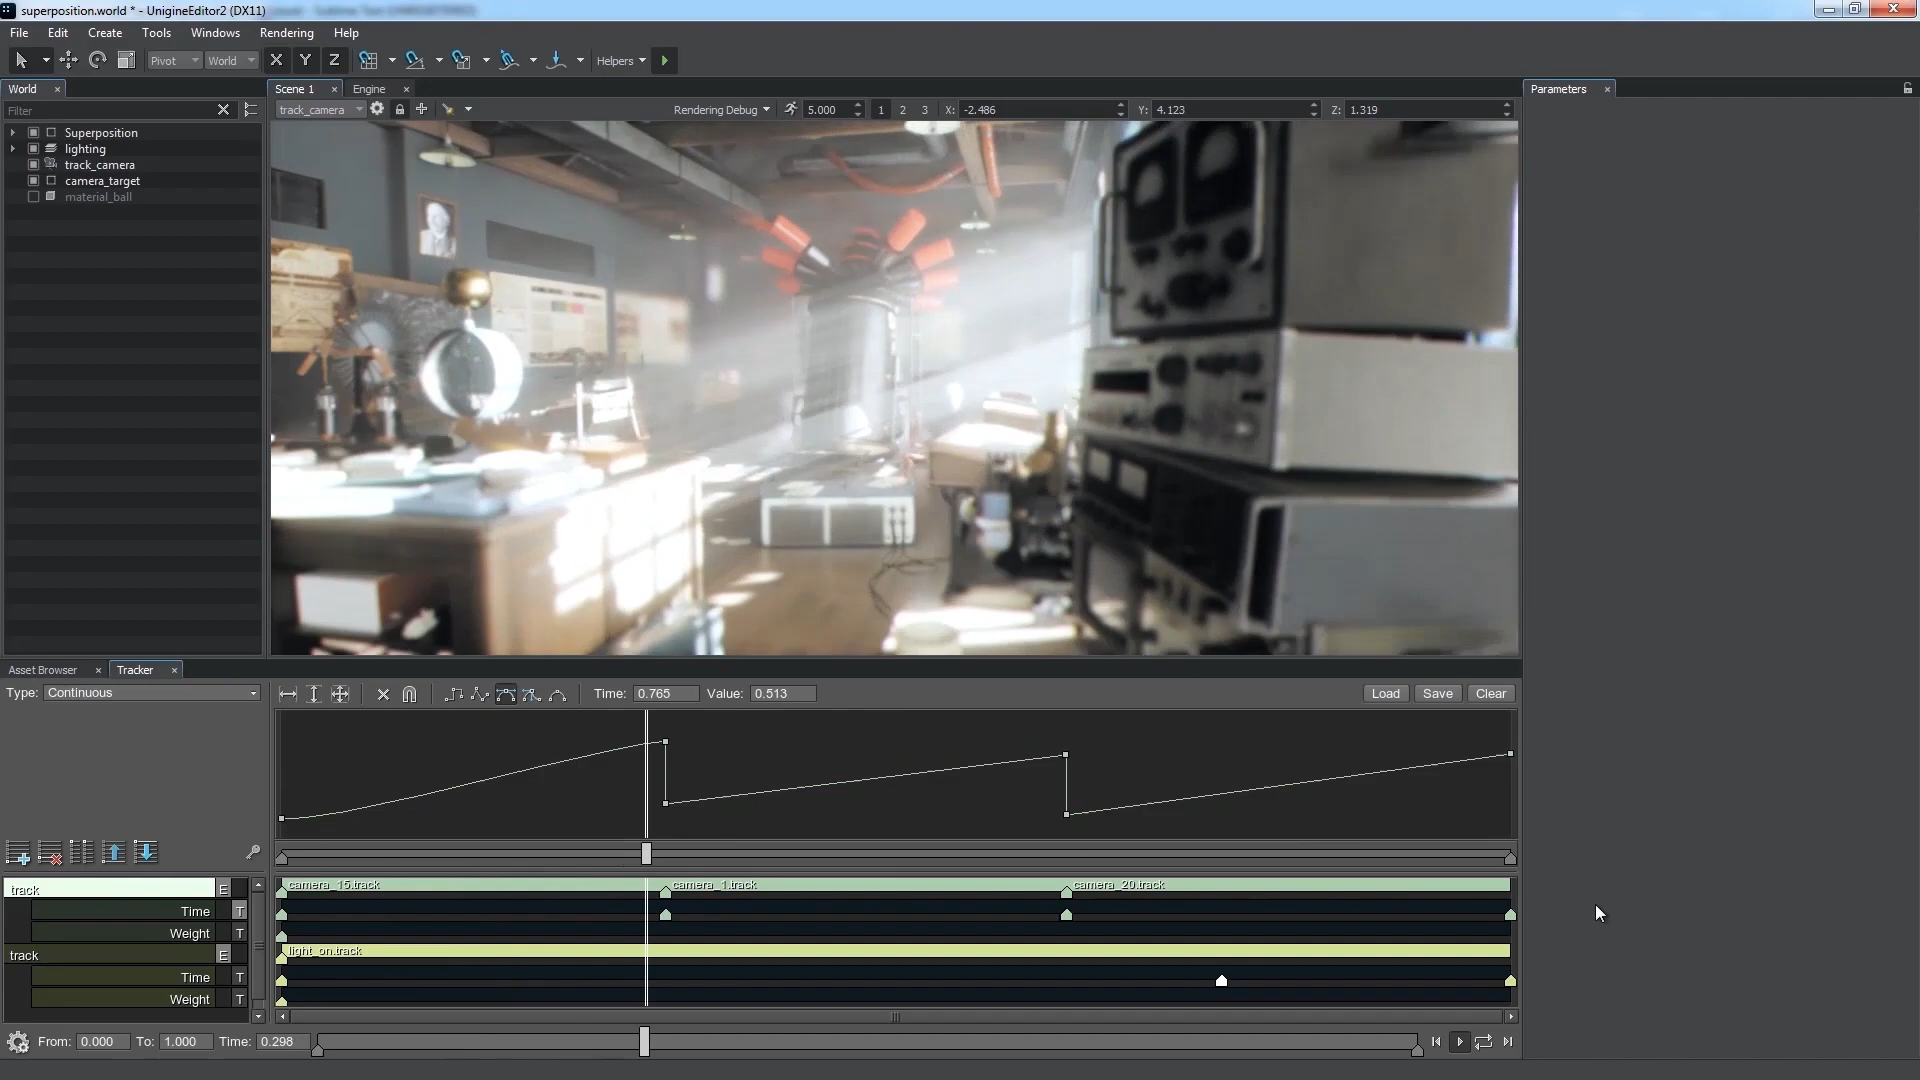 superposition.world * - UnigineEditor2 (DX11)
File Edit Create Tools Windows Rendering Help
Pivot World X Y Z Helpers
World Scene 1 Engine Parameters
Filter
track_camera Rendering Debug 5.000 1 2 3 X: -2.486 Y: 4.123 Z: 1.319
Superposition
lighting
track_camera
camera_target
material_ball
Asset Browser Tracker
Type: Continuous
Time: 0.765 Value: 0.513 Load Save Clear
track E
camera_15.track camera_1.track camera_20.track
Time T
Weight T
track E
light_on.track
Time T
Weight T
From: 0.000 To: 1.000 Time: 0.298